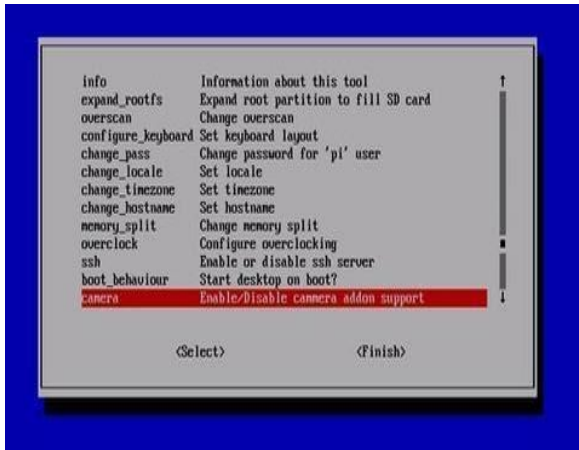 info Information about this tool
expand_rootfs Expand root partition to fill SD card
overscan Change overscan
configure_keyboard Set keyboard layout
change_pass Change password for 'pi' user
change_locale Set locale
change_timezone Set timezone
change_hostname Set hostname
memory_split Change memory split
overclock Configure overclocking
ssh Enable or disable ssh server
boot_behaviour Start desktop on boot?
camera Enable/Disable camera addon support
<Select> <Finish>